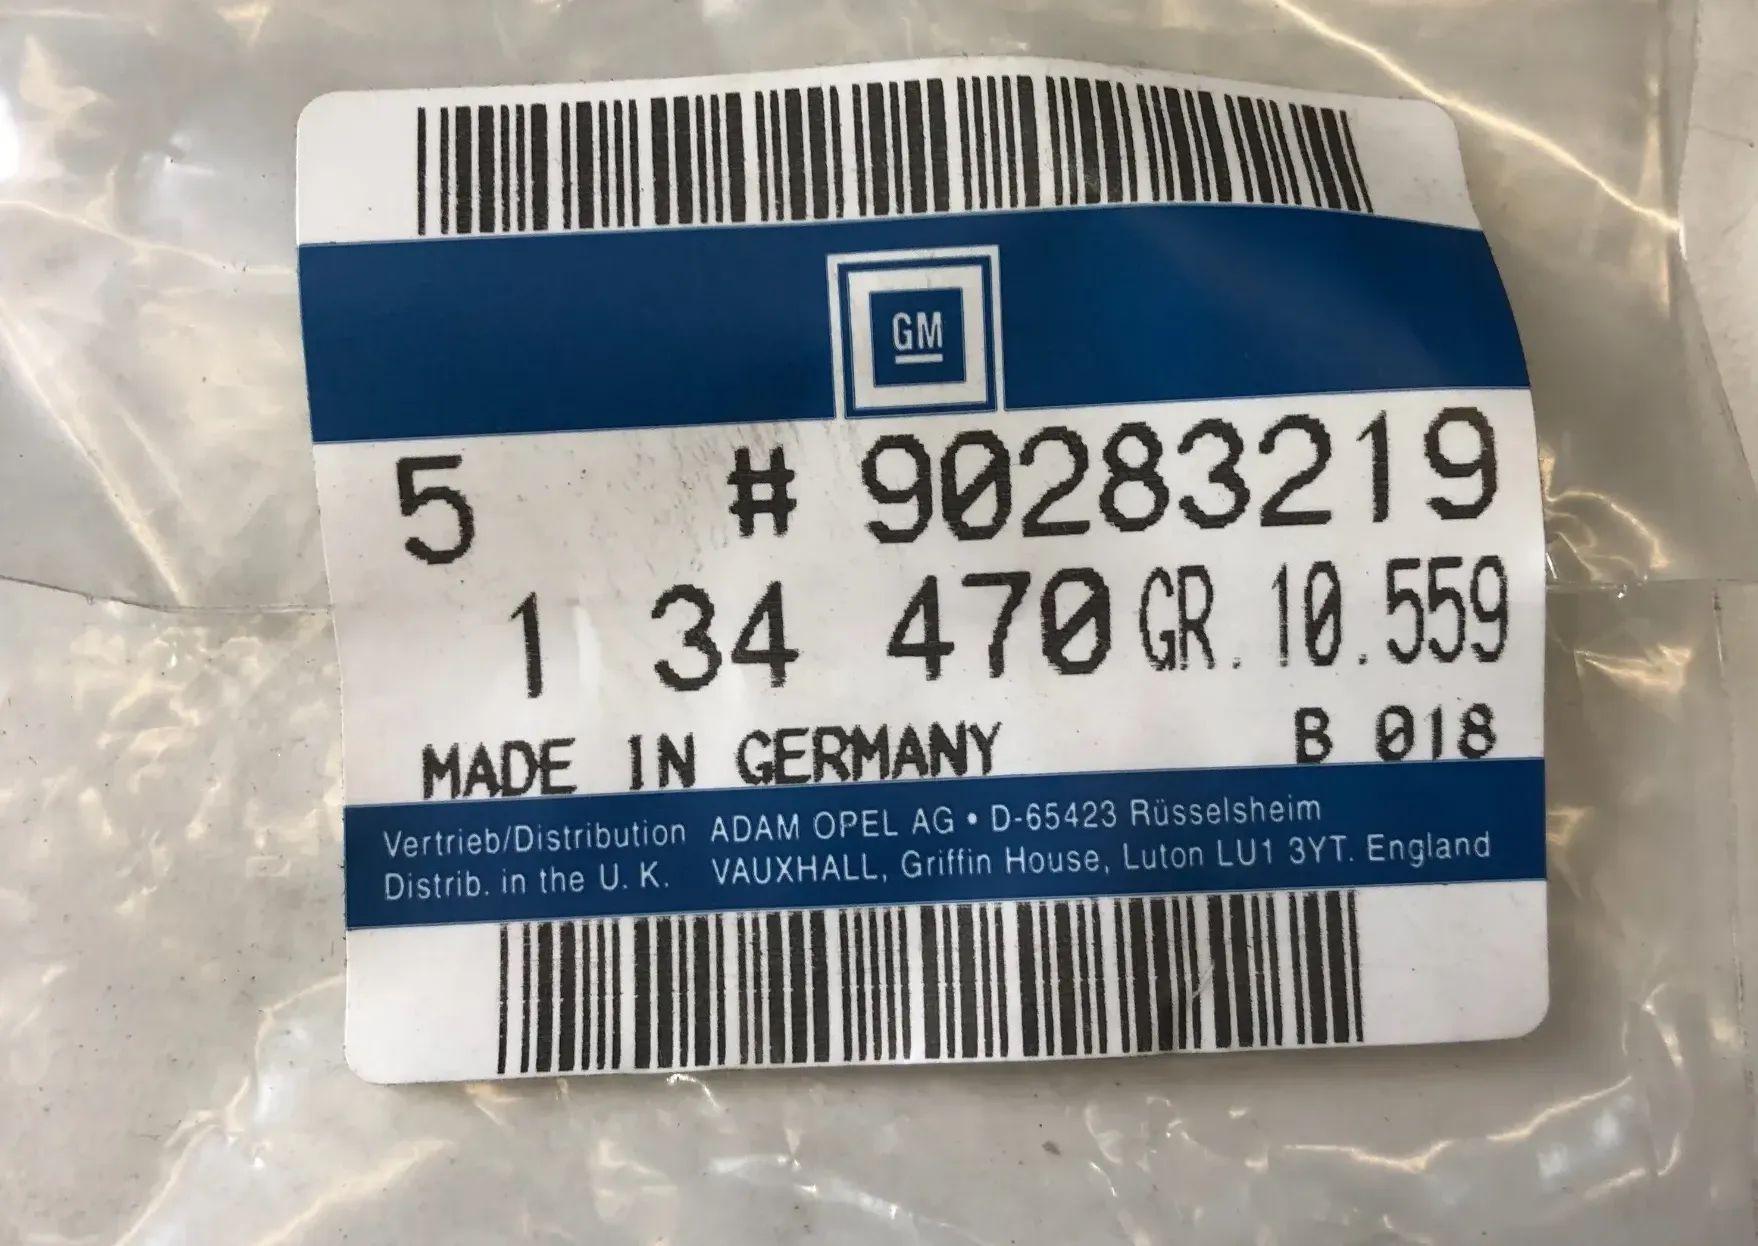 GM
5 # 90283219
1 34 470 GR. 10.559
MADE IN GERMANY B 018
Vertrieb/Distribution ADAM OPEL AG • D-65423 Rüsselsheim
Distrib. in the U. K. VAUXHALL, Griffin House, Luton LU1 3YT. England